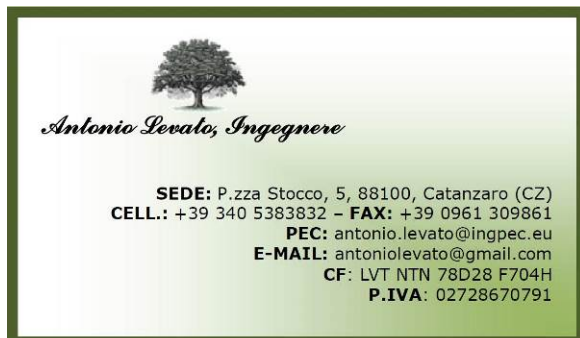 Antonio Levato, Ingegnere
SEDE: P.zza Stocco, 5, 88100, Catanzaro (CZ)
CELL.: +39 340 5383832 – FAX: +39 0961 309861
PEC: antonio.levato@ingpec.eu
E-MAIL: antoniolevato@gmail.com
CF: LVT NTN 78D28 F704H
P.IVA: 02728670791